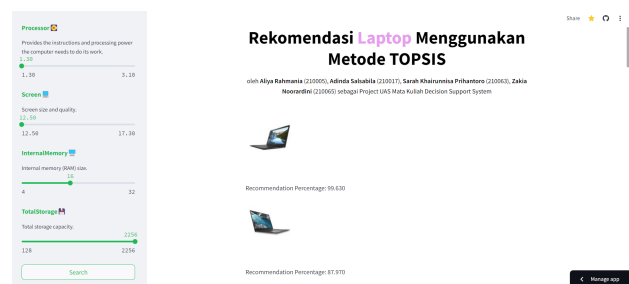 Processor
Provides the instructions and processing power
the computer needs to do its work.
1.30
1.30 3.10
Screen
Screen size and quality.
12.50
12.50 17.30
InternalMemory
Internal memory (RAM) size.
16
4 32
TotalStorage
Total storage capacity.
2256
128 2256
Search
Share
Rekomendasi Laptop Menggunakan
Metode TOPSIS
oleh Aliya Rahmania (210005), Adinda Salsabila (210017), Sarah Khairunnisa Prihantoro (210063), Zakia
Noorardini (210065) sebagai Project UAS Mata Kuliah Decision Support System
Recommendation Percentage: 99.630
Recommendation Percentage: 87.970
Manage app